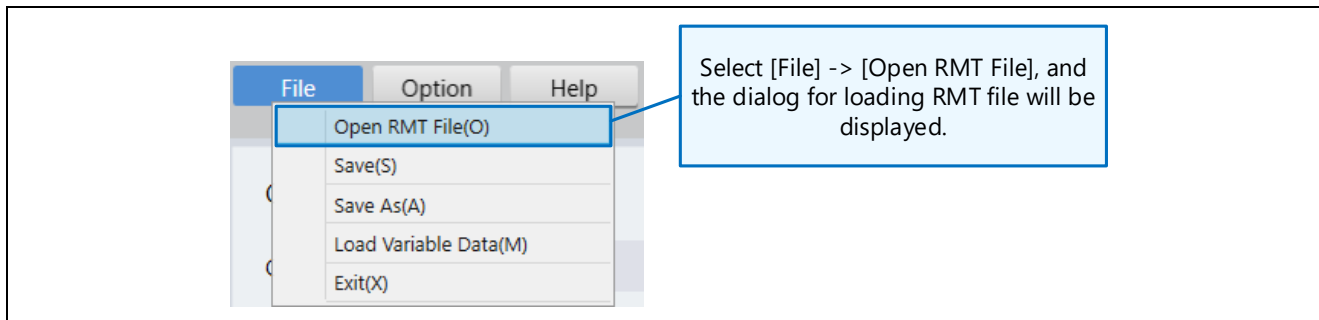 File Option Help
Open RMT File(O)
Save(S)
Save As(A)
Load Variable Data(M)
Exit(X)
Select [File] -> [Open RMT File], and
the dialog for loading RMT file will be
displayed.